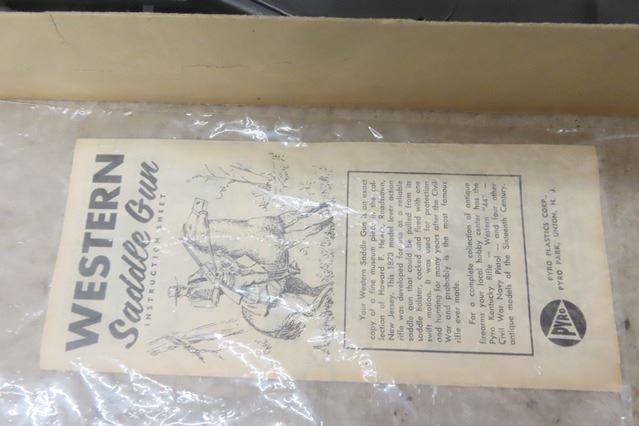 WESTERN
Saddle Gun
INSTRUCTION SHEET
Your Western Saddle Gun is an exact
copy of a fine museum piece in the col-
lection of Howard F. Heland, Roadtown,
New Jersey. This 1873 model lever action
rifle was developed for use as a reliable
saddle gun that could be pulled from its
saddle holster, cocked and fired with one
swift motion. It was used for protection
and hunting for many years after the Civil
War and probably is the most famous
rifle ever made.
For a complete collection of antique
firearms your local hobby center has the
Pyro Kentucky Rifle — Western "44" —
Civil War Navy Pistol — and four other
antique models of the Sixteenth Century.
PYRO
PYRO PLASTICS CORP.
PYRO PARK, UNION, N. J.